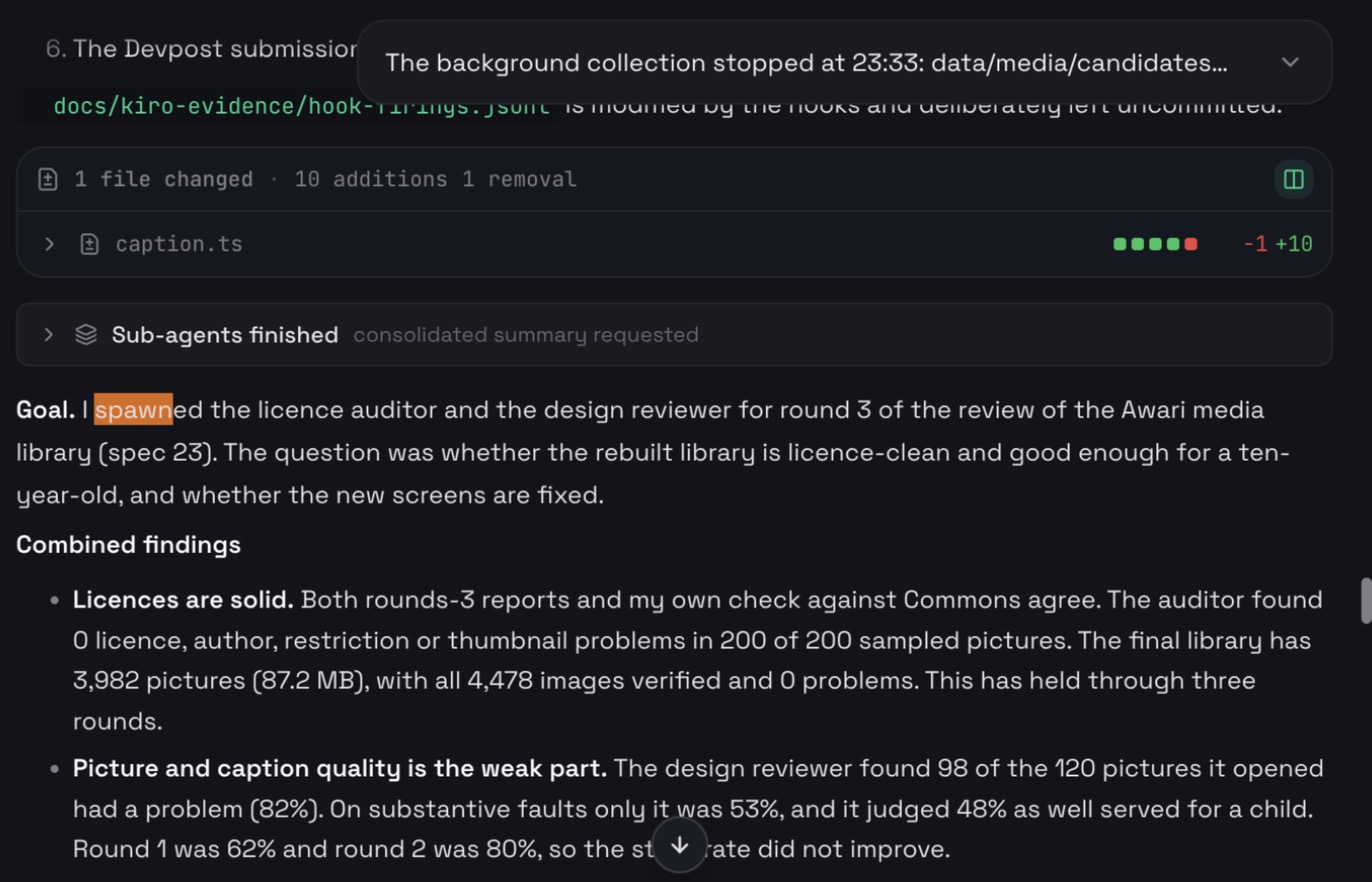 6. The Devpost submission
The background collection stopped at 23:33: data/media/candidates...
docs/kiro-evidence/hook-firings.jsonl is modified by the hooks and deliberately left uncommitted.
1 file changed · 10 additions 1 removal
caption.ts -1 +10
Sub-agents finished consolidated summary requested
Goal. I spawned the licence auditor and the design reviewer for round 3 of the review of the Awari media
library (spec 23). The question was whether the rebuilt library is licence-clean and good enough for a ten-
year-old, and whether the new screens are fixed.
Combined findings
• Licences are solid. Both rounds-3 reports and my own check against Commons agree. The auditor found
0 licence, author, restriction or thumbnail problems in 200 of 200 sampled pictures. The final library has
3,982 pictures (87.2 MB), with all 4,478 images verified and 0 problems. This has held through three
rounds.
• Picture and caption quality is the weak part. The design reviewer found 98 of the 120 pictures it opened
had a problem (82%). On substantive faults only it was 53%, and it judged 48% as well served for a child.
Round 1 was 62% and round 2 was 80%, so the st rate did not improve.